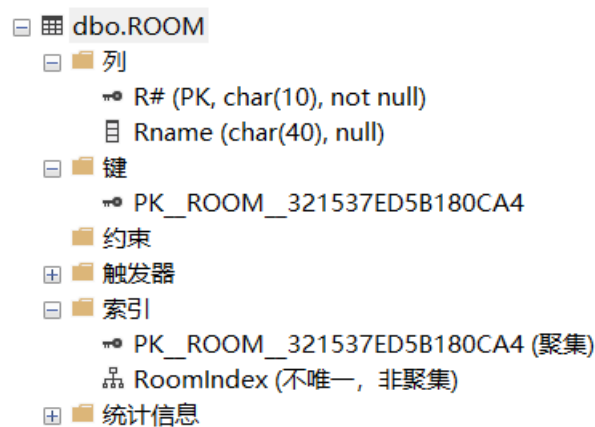 dbo.ROOM
列
R# (PK, char(10), not null)
Rname (char(40), null)
键
PK__ROOM__321537ED5B180CA4
约束
触发器
索引
PK__ROOM__321537ED5B180CA4 (聚集)
RoomIndex (不唯一，非聚集)
统计信息